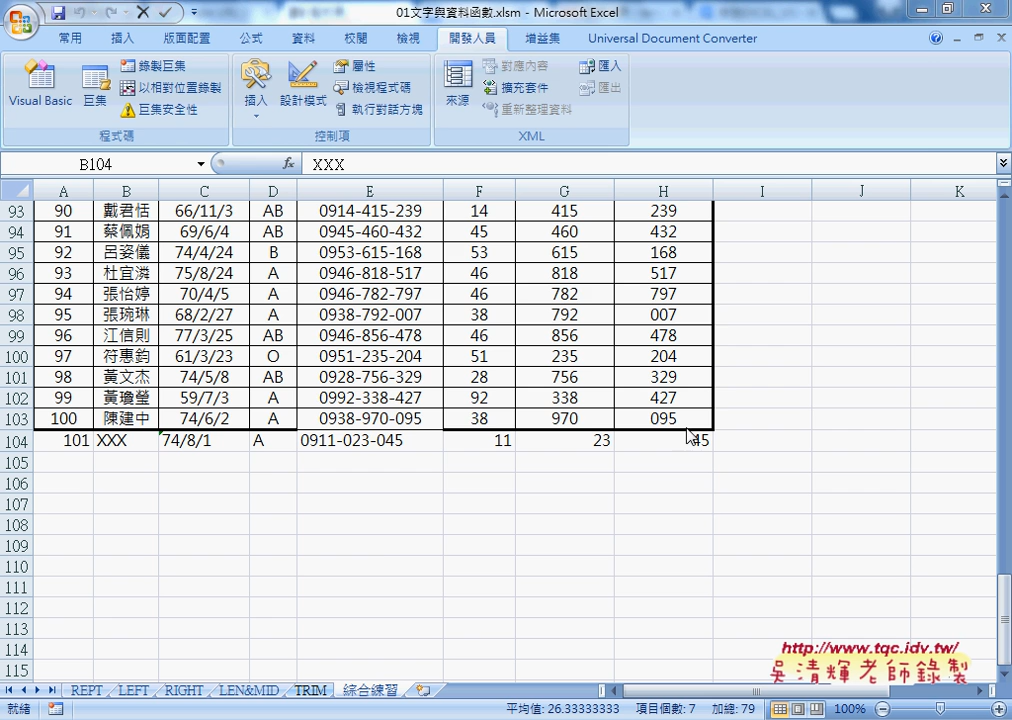 01文字與資料函數.xlsm - Microsoft Excel
常用 插入 版面配置 公式 資料 校閱 檢視 開發人員 增益集 Universal Document Converter
Visual Basic 巨集 錄製巨集 以相對位置錄製 巨集安全性 程式碼
插入 設計模式 屬性 檢視程式碼 執行對話方塊 控制項
來源 對應內容 擴充套件 重新整理資料 匯入 匯出 XML
B104 fx XXX
A B C D E F G H I J K
93 90 戴君恬 66/11/3 AB 0914-415-239 14 415 239
94 91 蔡佩娟 69/6/4 AB 0945-460-432 45 460 432
95 92 呂姿儀 74/4/24 B 0953-615-168 53 615 168
96 93 杜宜潾 75/8/24 A 0946-818-517 46 818 517
97 94 張怡婷 70/4/5 A 0946-782-797 46 782 797
98 95 張琬琳 68/2/27 A 0938-792-007 38 792 007
99 96 江信則 77/3/25 AB 0946-856-478 46 856 478
100 97 符惠鈞 61/3/23 O 0951-235-204 51 235 204
101 98 黃文杰 74/5/8 AB 0928-756-329 28 756 329
102 99 黃瓊瑩 59/7/3 A 0992-338-427 92 338 427
103 100 陳建中 74/6/2 A 0938-970-095 38 970 095
104 101 XXX 74/8/1 A 0911-023-045 11 23 45
105
106
107
108
109
110
111
112
113
114
115
http://www.tqc.idv.tw/
吳清輝老師錄製
REPT LEFT RIGHT LEN&MID TRIM 綜合練習
就緒 平均值: 26.33333333 項目個數: 7 加總: 79 100%